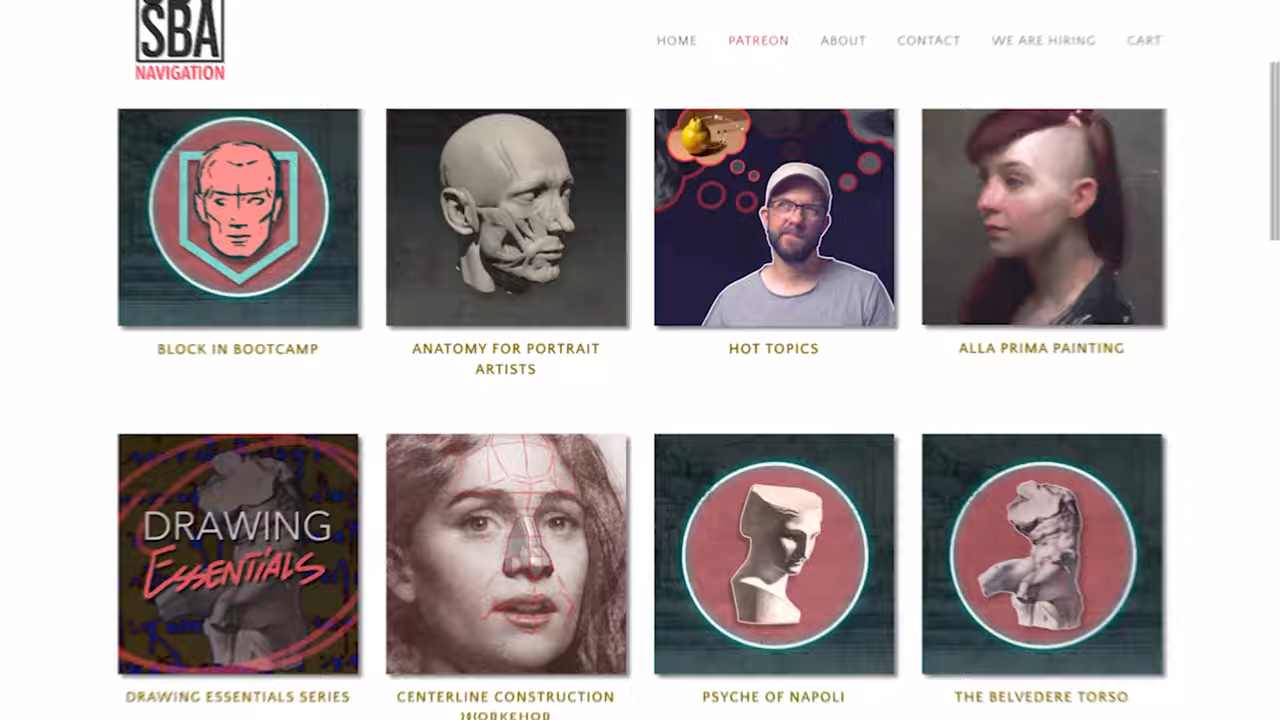 SBA
NAVIGATION
HOME PATREON ABOUT CONTACT WE ARE HIRING CART
BLOCK IN BOOTCAMP
ANATOMY FOR PORTRAIT
ARTISTS
HOT TOPICS
ALLA PRIMA PAINTING
DRAWING
ESSENTIALS
DRAWING ESSENTIALS SERIES
CENTERLINE CONSTRUCTION
PSYCHE OF NAPOLI
THE BELVEDERE TORSO